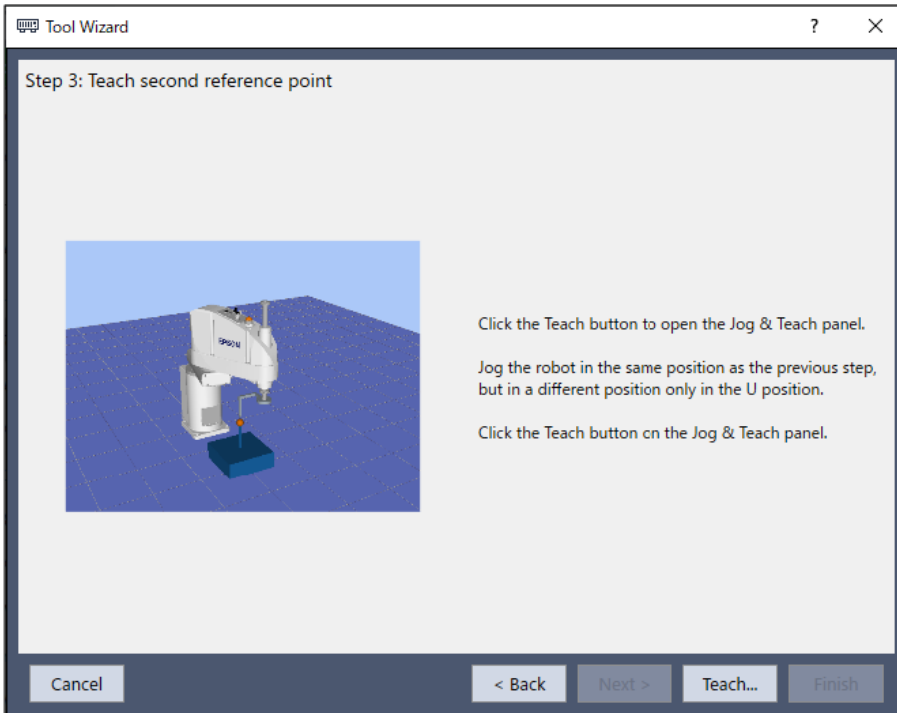 Tool Wizard
?
Step 3: Teach second reference point
EPSON
Click the Teach button to open the Jog & Teach panel.
Jog the robot in the same position as the previous step,
but in a different position only in the U position.
Click the Teach button cn the Jog & Teach panel.
Cancel
< Back
Next >
Teach...
Finish